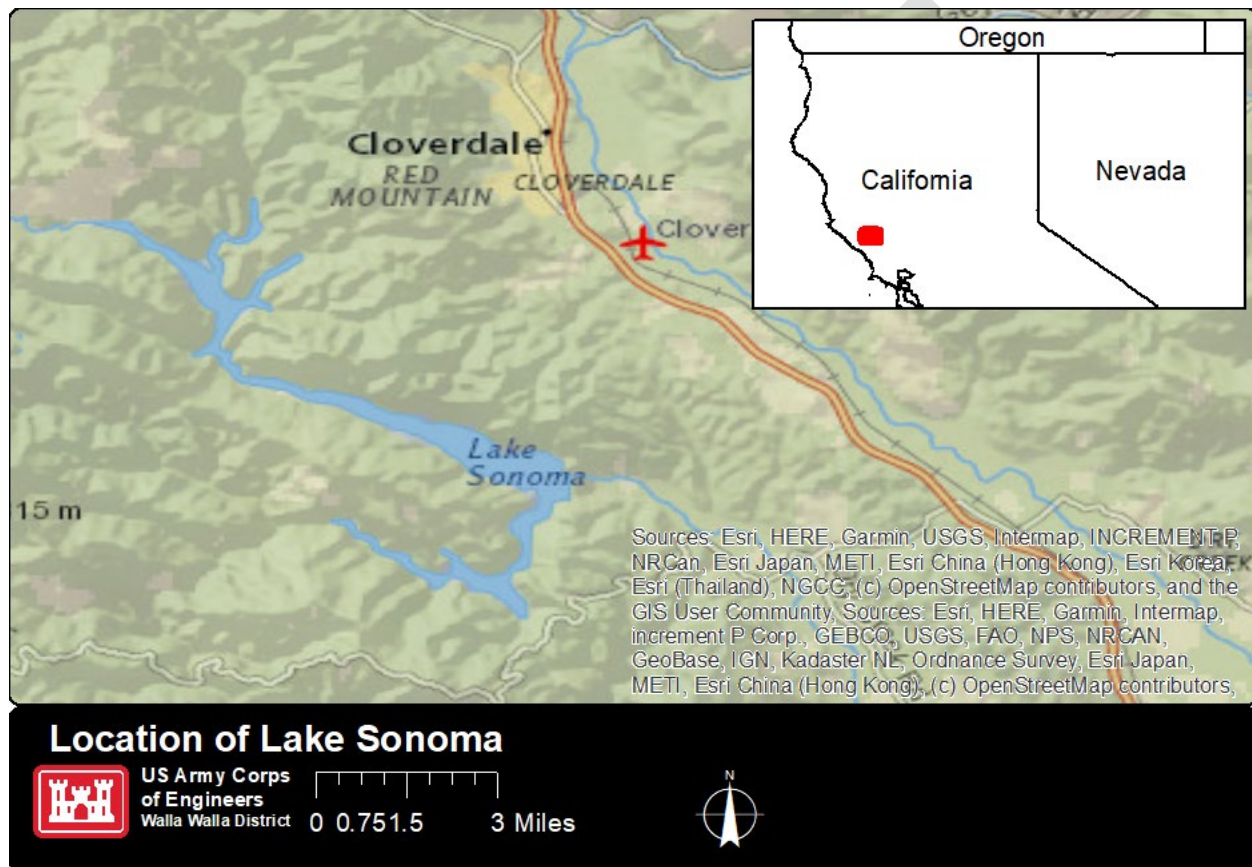 Oregon
California
Nevada
Cloverdale
RED
MOUNTAIN
CLOVERDALE
Clover
Lake
Sonoma
15 m
Sources: Esri, HERE, Garmin, USGS, Intermap, INCREMENT P,
NRCan, Esri Japan, METI, Esri China (Hong Kong), Esri Korea,
Esri (Thailand), NGCC, (c) OpenStreetMap contributors, and the
GIS User Community, Sources: Esri, HERE, Garmin, Intermap,
increment P Corp., GEBCO, USGS, FAO, NPS, NRCAN,
GeoBase, IGN, Kadaster NL, Ordnance Survey, Esri Japan,
METI, Esri China (Hong Kong), (c) OpenStreetMap contributors,
Location of Lake Sonoma
US Army Corps
of Engineers
Walla Walla District
0 0.751.5 3 Miles
N